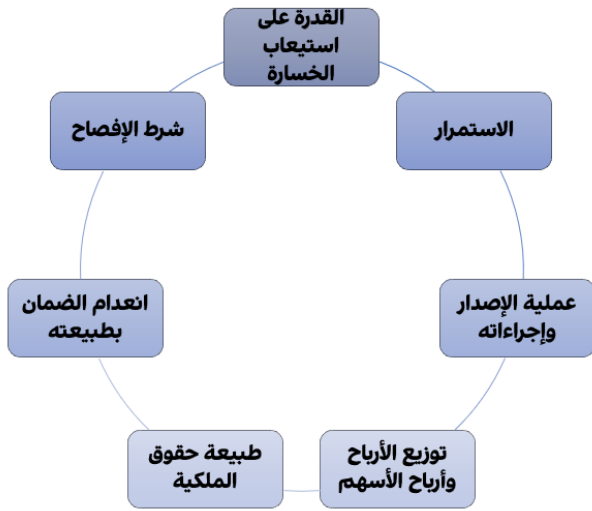 القدرة على
استيعاب
الخسارة
الاستمرار
عملية الإصدار
وإجراءاته
توزيع الأرباح
وأرباح الأسهم
طبيعة حقوق
الملكية
انعدام الضمان
بطبيعته
شرط الإفصاح